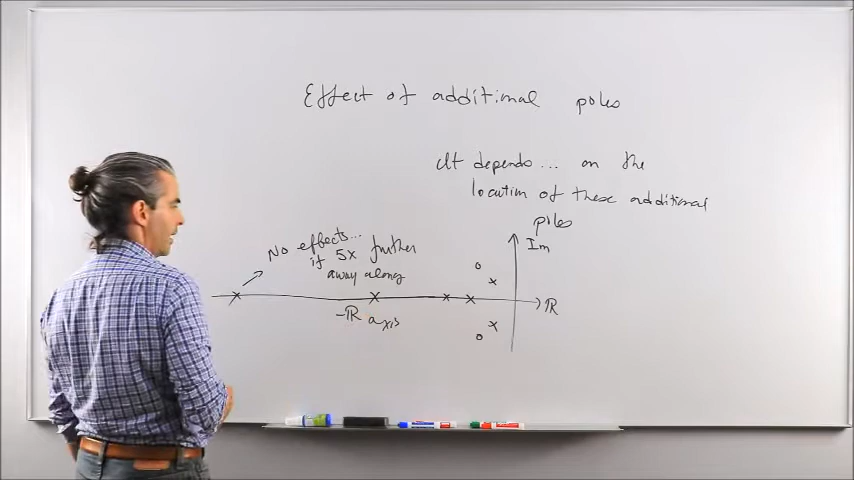 Effect of additional poles
It depends... on the
location of these additional
poles
Im
No effects...
if 5x further
away along
-ℝ axis
ℝ